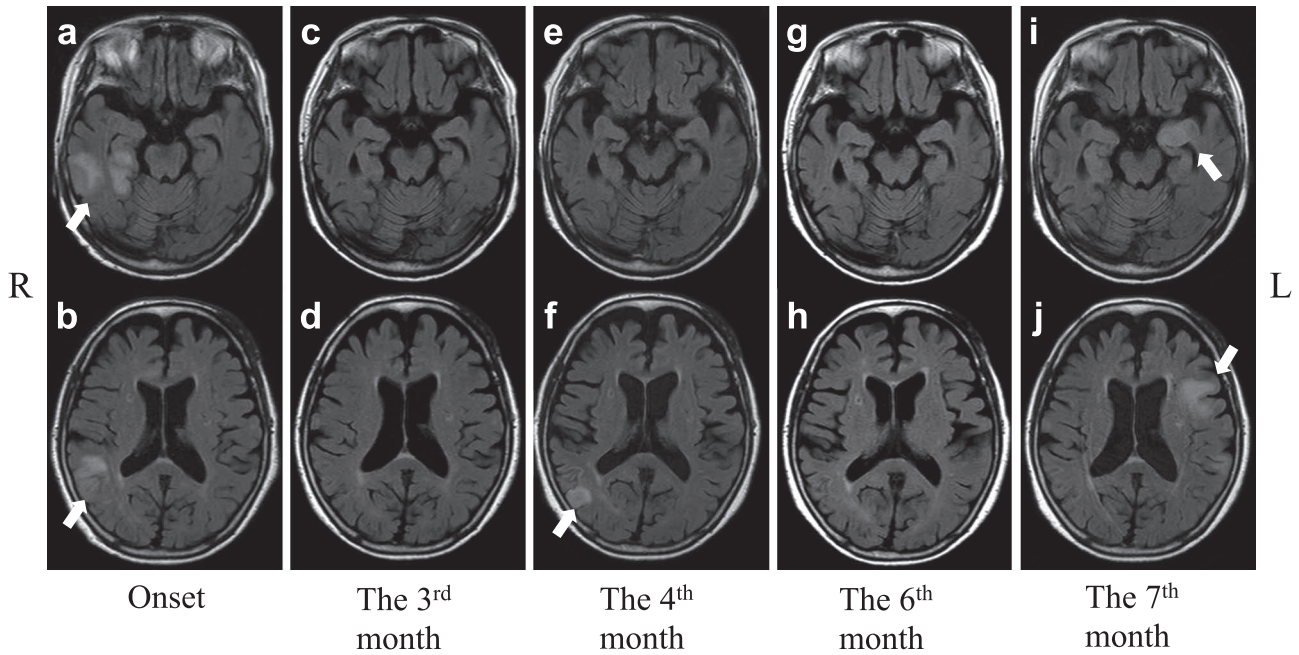 a c e g i
R L
b d f h j
Onset The 3rd The 4th The 6th The 7th
month month month month